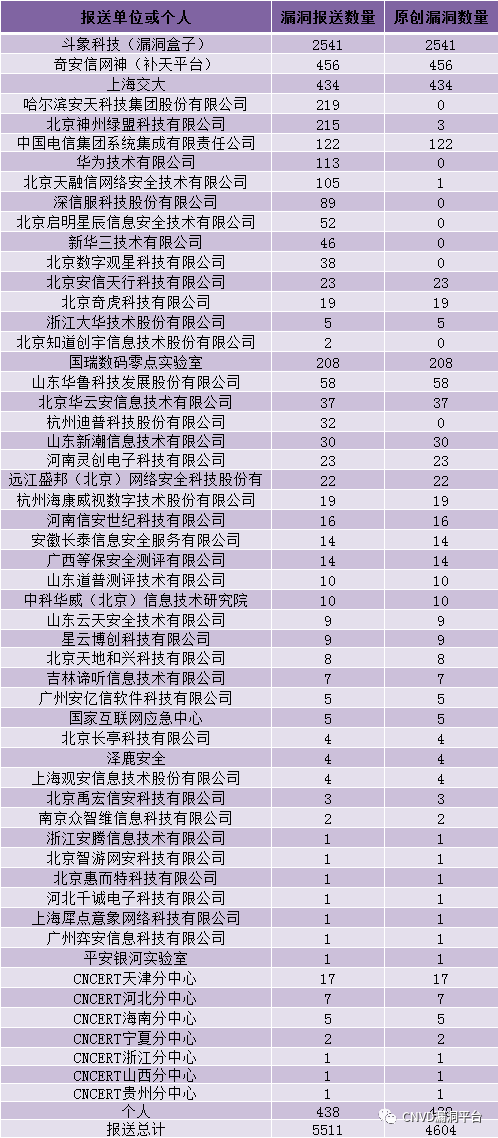 报送单位或个人 漏洞报送数量 原创漏洞数量
斗象科技（漏洞盒子） 2541 2541
奇安信网神（补天平台） 456 456
上海交大 434 434
哈尔滨安天科技集团股份有限公司 219 0
北京神州绿盟科技有限公司 215 3
中国电信集团系统集成有限责任公司 122 122
华为技术有限公司 113 0
北京天融信网络安全技术有限公司 105 1
深信服科技股份有限公司 89 0
北京启明星辰信息安全技术有限公司 52 0
新华三技术有限公司 46 0
北京数字观星科技有限公司 38 0
北京安信天行科技有限公司 23 23
北京奇虎科技有限公司 19 19
浙江大华技术股份有限公司 5 5
北京知道创宇信息技术股份有限公司 2 0
国瑞数码零点实验室 208 208
山东华鲁科技发展股份有限公司 58 58
北京华云安信息技术有限公司 37 37
杭州迪普科技股份有限公司 32 0
山东新潮信息技术有限公司 30 30
河南灵创电子科技有限公司 23 23
远江盛邦（北京）网络安全科技股份有 22 22
杭州海康威视数字技术股份有限公司 19 19
河南信安世纪科技有限公司 16 16
安徽长泰信息安全服务有限公司 14 14
广西等保安全测评有限公司 14 14
山东道普测评技术有限公司 10 10
中科华威（北京）信息技术研究院 10 10
山东云天安全技术有限公司 9 9
星云博创科技有限公司 9 9
北京天地和兴科技有限公司 8 8
吉林谛听信息技术有限公司 7 7
广州安亿信软件科技有限公司 5 5
国家互联网应急中心 5 5
北京长亭科技有限公司 4 4
泽鹿安全 4 4
上海观安信息技术股份有限公司 4 4
北京禹宏信安科技有限公司 3 3
南京众智维信息科技有限公司 2 2
浙江安腾信息技术有限公司 1 1
北京智游网安科技有限公司 1 1
北京惠而特科技有限公司 1 1
河北千诚电子科技有限公司 1 1
上海犀点意象网络科技有限公司 1 1
广州弈安信息科技有限公司 1 1
平安银河实验室 1 1
CNCERT天津分中心 17 17
CNCERT河北分中心 7 7
CNCERT海南分中心 5 5
CNCERT宁夏分中心 2 2
CNCERT浙江分中心 1 1
CNCERT山西分中心 1 1
CNCERT贵州分中心 1 1
个人 438 438
CNVD漏洞平台
报送总计 5511 4604